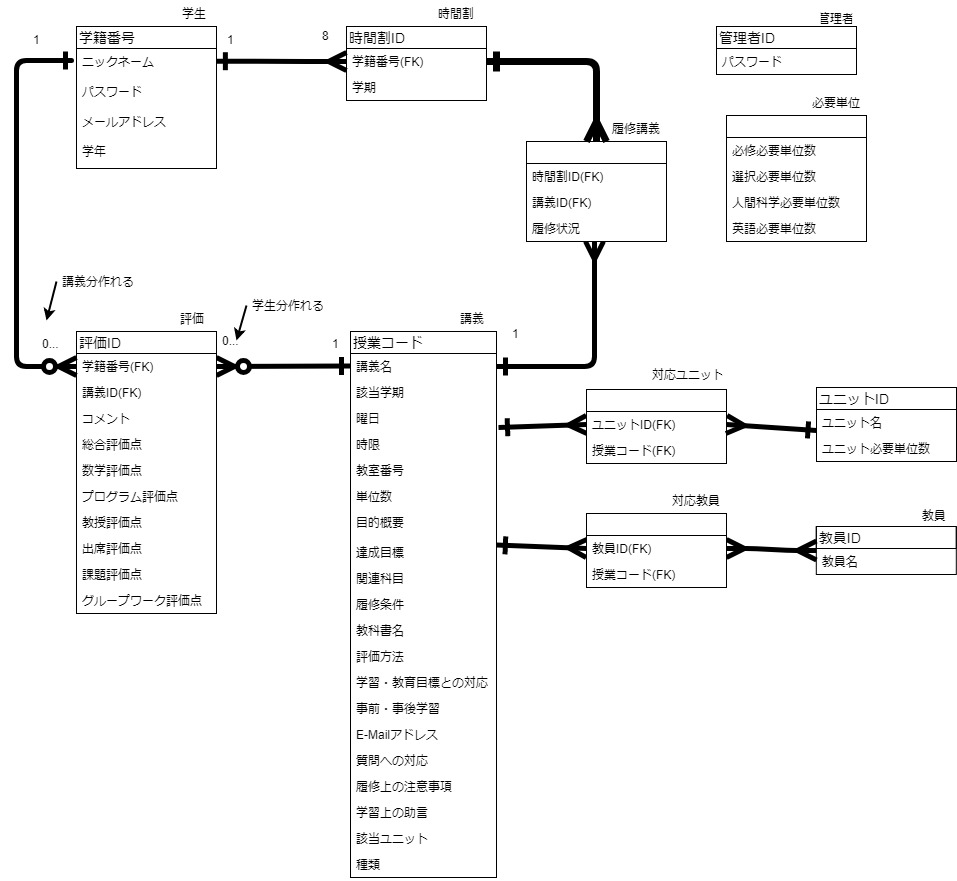 学生
1
学籍番号
ニックネーム
パスワード
メールアドレス
学年
1
8
時間割
時間割ID
学籍番号(FK)
学期
管理者
管理者ID
パスワード
履修講義
時間割ID(FK)
講義ID(FK)
履修状況
必要単位
必修必要単位数
選択必要単位数
人間科学必要単位数
英語必要単位数
講義分作れる
学生分作れる
0...
評価
評価ID
学籍番号(FK)
講義ID(FK)
コメント
総合評価点
数学評価点
プログラム評価点
教授評価点
出席評価点
課題評価点
グループワーク評価点
0...
1
講義
1
授業コード
講義名
該当学期
曜日
時限
教室番号
単位数
目的概要
達成目標
関連科目
履修条件
教科書名
評価方法
学習・教育目標との対応
事前・事後学習
E-Mailアドレス
質問への対応
履修上の注意事項
学習上の助言
該当ユニット
種類
対応ユニット
ユニットID(FK)
授業コード(FK)
ユニットID
ユニット名
ユニット必要単位数
対応教員
教員ID(FK)
授業コード(FK)
教員
教員ID
教員名